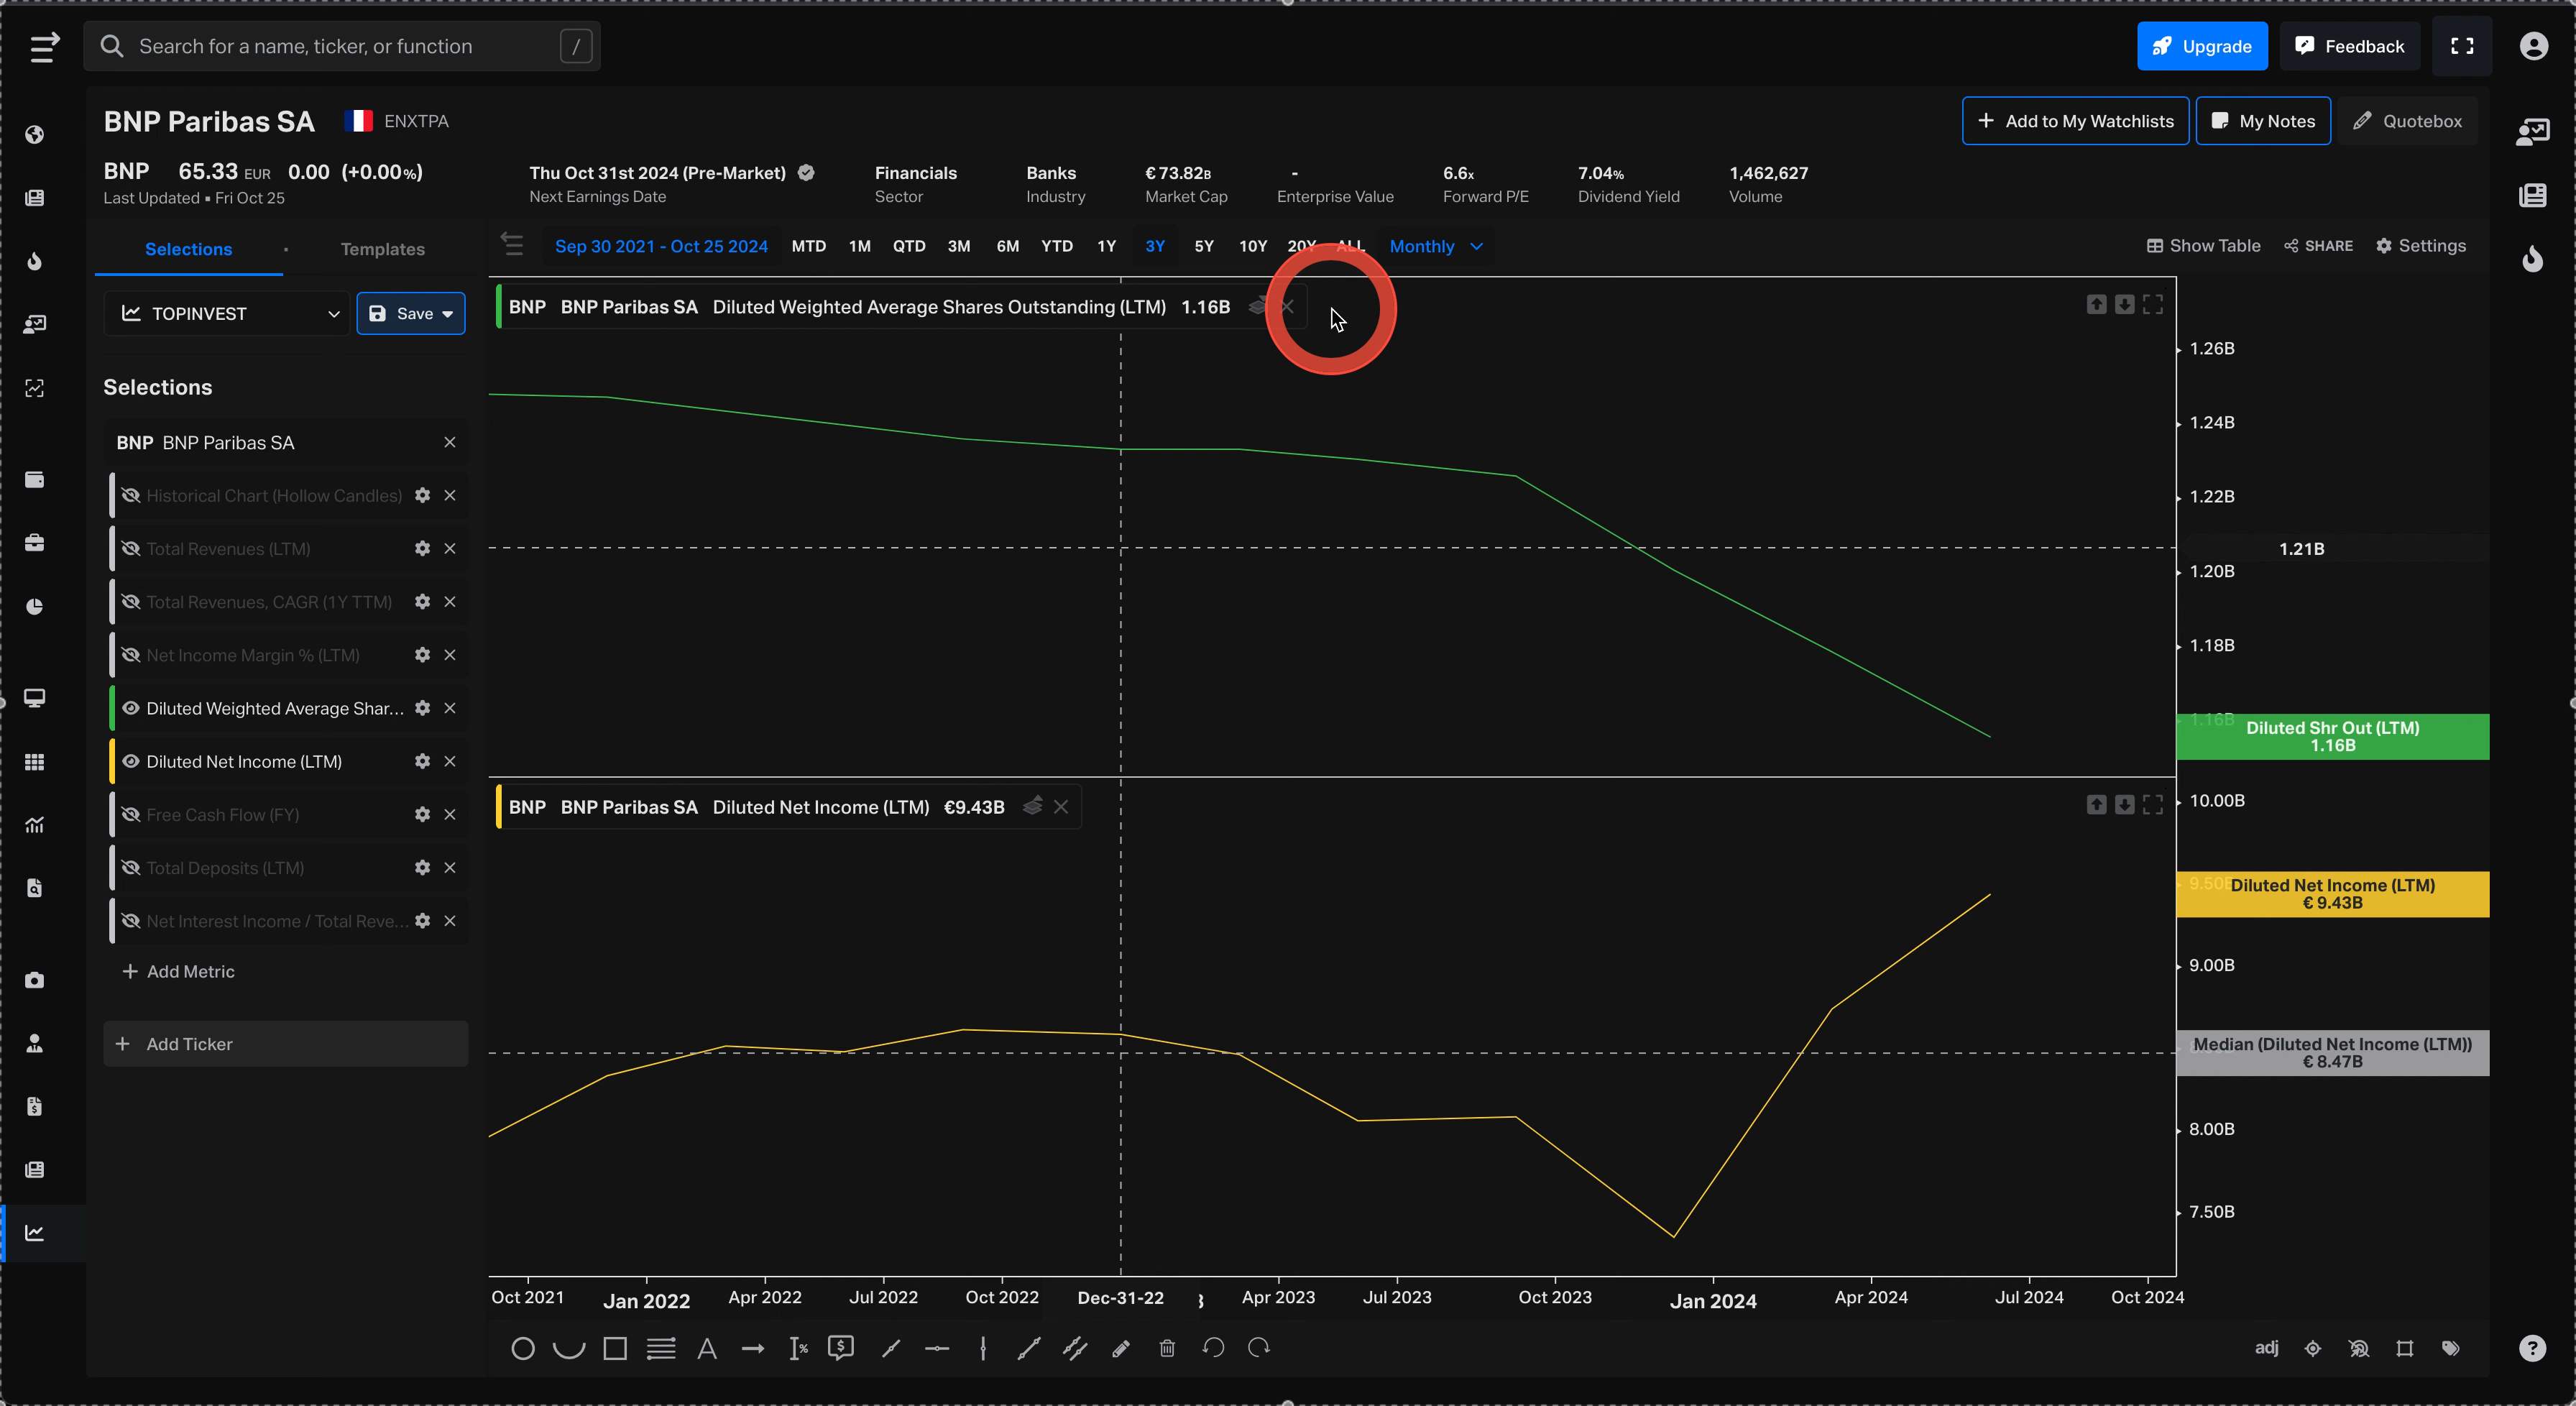 Search for a name, ticker, or function /
Upgrade Feedback
BNP Paribas SA ENXTPA
+ Add to My Watchlists My Notes Quotebox
BNP 65.33 EUR 0.00 (+0.00%)
Last Updated ▪ Fri Oct 25
Thu Oct 31st 2024 (Pre-Market)
Next Earnings Date
Financials
Sector
Banks
Industry
€ 73.82B
Market Cap
-
Enterprise Value
6.6x
Forward P/E
7.04%
Dividend Yield
1,462,627
Volume
Selections · Templates
Sep 30 2021 - Oct 25 2024 MTD 1M QTD 3M 6M YTD 1Y 3Y 5Y 10Y 20Y ALL Monthly
Show Table SHARE Settings
TOPINVEST Save
Selections
BNP BNP Paribas SA
Historical Chart (Hollow Candles)
Total Revenues (LTM)
Total Revenues, CAGR (1Y TTM)
Net Income Margin % (LTM)
Diluted Weighted Average Shar...
Diluted Net Income (LTM)
Free Cash Flow (FY)
Total Deposits (LTM)
Net Interest Income / Total Reve...
+ Add Metric
+ Add Ticker
BNP BNP Paribas SA Diluted Weighted Average Shares Outstanding (LTM) 1.16B
1.26B
1.24B
1.22B
1.21B
1.20B
1.18B
1.16B
Diluted Shr Out (LTM)
1.16B
BNP BNP Paribas SA Diluted Net Income (LTM) €9.43B
10.00B
9.50B
Diluted Net Income (LTM)
€ 9.43B
9.00B
Median (Diluted Net Income (LTM))
€ 8.47B
8.00B
7.50B
Oct 2021 Jan 2022 Apr 2022 Jul 2022 Oct 2022 Dec-31-22 3 Apr 2023 Jul 2023 Oct 2023 Jan 2024 Apr 2024 Jul 2024 Oct 2024
A % $ adj ?